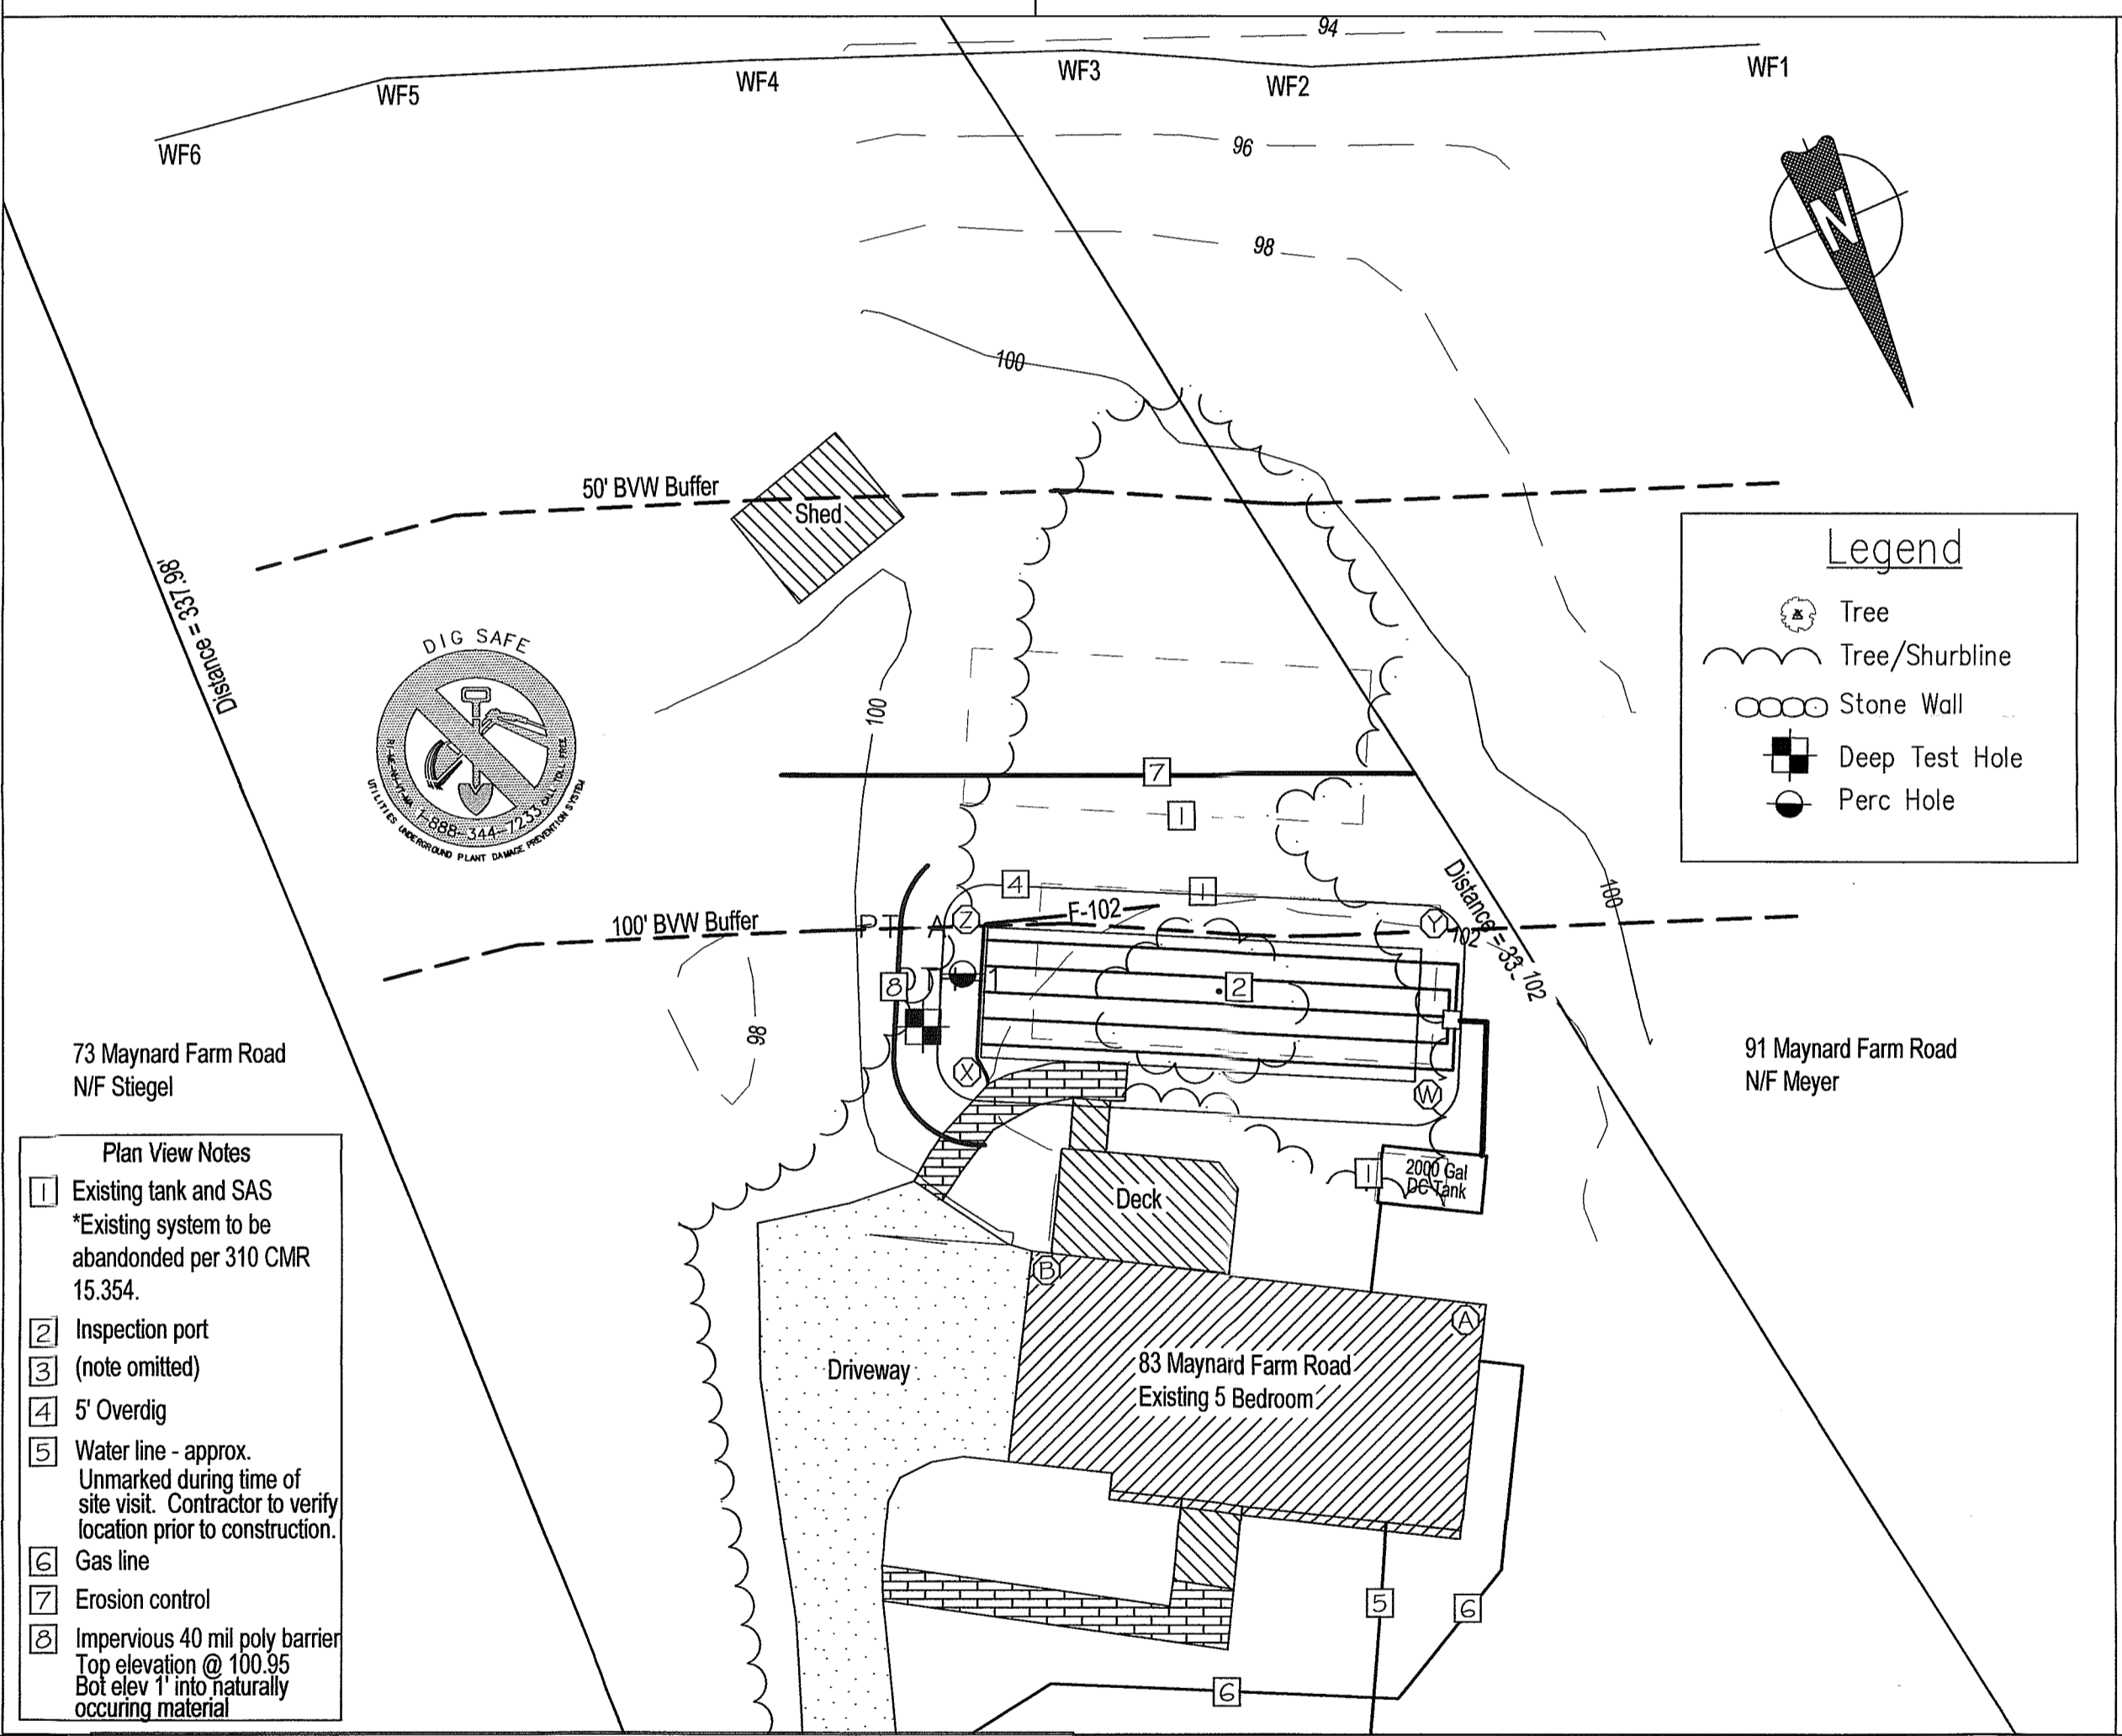 94
WF6
WF5
WF4
WF3
WF2
WF1
96
98
N
100
50' BVW Buffer
Shed
Distance = 337.98'
DIG SAFE
1-888-344-7233
CALL TOLL FREE
UTILITIES UNDERGROUND PLANT DAMAGE PREVENTION SYSTEM
100
Legend
Tree
Tree/Shurbline
Stone Wall
Deep Test Hole
Perc Hole
7
1
4
1
100' BVW Buffer
PT
A
Z
F-102
Y
102
Distance = 33
102
100
8
1
2
98
X
W
73 Maynard Farm Road
N/F Stiegel
91 Maynard Farm Road
N/F Meyer
1
2000 Gal
DC Tank
Deck
B
A
Driveway
83 Maynard Farm Road
Existing 5 Bedroom
5
6
6
Plan View Notes
1 Existing tank and SAS
*Existing system to be
abandonded per 310 CMR
15.354.
2 Inspection port
3 (note omitted)
4 5' Overdig
5 Water line - approx.
Unmarked during time of
site visit. Contractor to verify
location prior to construction.
6 Gas line
7 Erosion control
8 Impervious 40 mil poly barrier
Top elevation @ 100.95
Bot elev 1' into naturally
occuring material